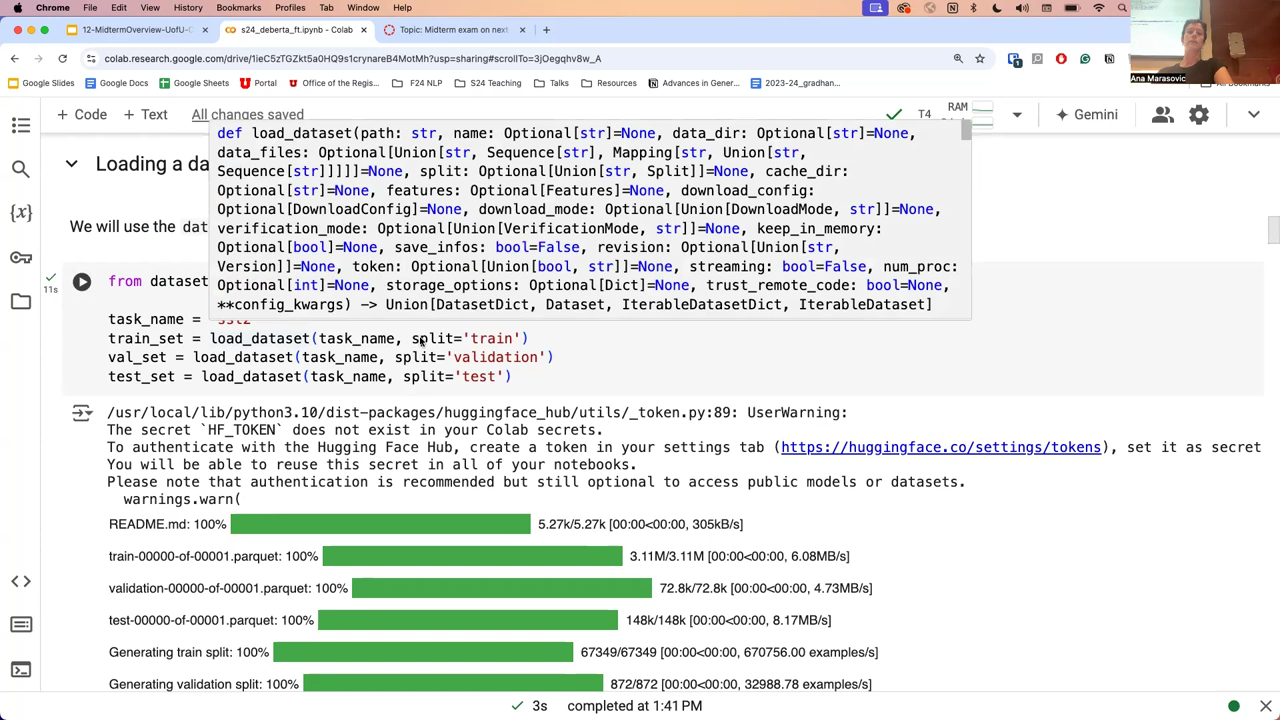 Chrome File Edit View History Bookmarks Profiles Tab Window Help
12-MidtermOverview-UofU-C
s24_deberta_ft.ipynb - Colab
Topic: Midterm exam on next
colab.research.google.com/drive/1ieC5zTGZkt5a0HQ9s1crynareB4MotMh?usp=sharing#scrollTo=3jOegqhv8w_A
Ana Marasovic
Google Slides Google Docs Google Sheets Portal Office of the Regi... F24 NLP S24 Teaching Talks Resources Advances in Gener... 2023-24_gradhan... All Bookmarks
+ Code + Text All changes saved T4 RAM Disk Gemini
def load_dataset(path: str, name: Optional[str]=None, data_dir: Optional[str]=None,
data_files: Optional[Union[str, Sequence[str], Mapping[str, Union[str,
Sequence[str]]]]]=None, split: Optional[Union[str, Split]]=None, cache_dir:
Optional[str]=None, features: Optional[Features]=None, download_config:
Optional[DownloadConfig]=None, download_mode: Optional[Union[DownloadMode, str]]=None,
verification_mode: Optional[Union[VerificationMode, str]]=None, keep_in_memory:
Optional[bool]=None, save_infos: bool=False, revision: Optional[Union[str,
Version]]=None, token: Optional[Union[bool, str]]=None, streaming: bool=False, num_proc:
Optional[int]=None, storage_options: Optional[Dict]=None, trust_remote_code: bool=None,
**config_kwargs) -> Union[DatasetDict, Dataset, IterableDatasetDict, IterableDataset]
Loading a da
We will use the dat
11s
from dataset
task_name = sst2
train_set = load_dataset(task_name, split='train')
val_set = load_dataset(task_name, split='validation')
test_set = load_dataset(task_name, split='test')
/usr/local/lib/python3.10/dist-packages/huggingface_hub/utils/_token.py:89: UserWarning:
The secret `HF_TOKEN` does not exist in your Colab secrets.
To authenticate with the Hugging Face Hub, create a token in your settings tab (https://huggingface.co/settings/tokens), set it as secret
You will be able to reuse this secret in all of your notebooks.
Please note that authentication is recommended but still optional to access public models or datasets.
warnings.warn(
README.md: 100% 5.27k/5.27k [00:00<00:00, 305kB/s]
train-00000-of-00001.parquet: 100% 3.11M/3.11M [00:00<00:00, 6.08MB/s]
validation-00000-of-00001.parquet: 100% 72.8k/72.8k [00:00<00:00, 4.73MB/s]
test-00000-of-00001.parquet: 100% 148k/148k [00:00<00:00, 8.17MB/s]
Generating train split: 100% 67349/67349 [00:00<00:00, 670756.00 examples/s]
Generating validation split: 100% 872/872 [00:00<00:00, 32988.78 examples/s]
3s completed at 1:41 PM